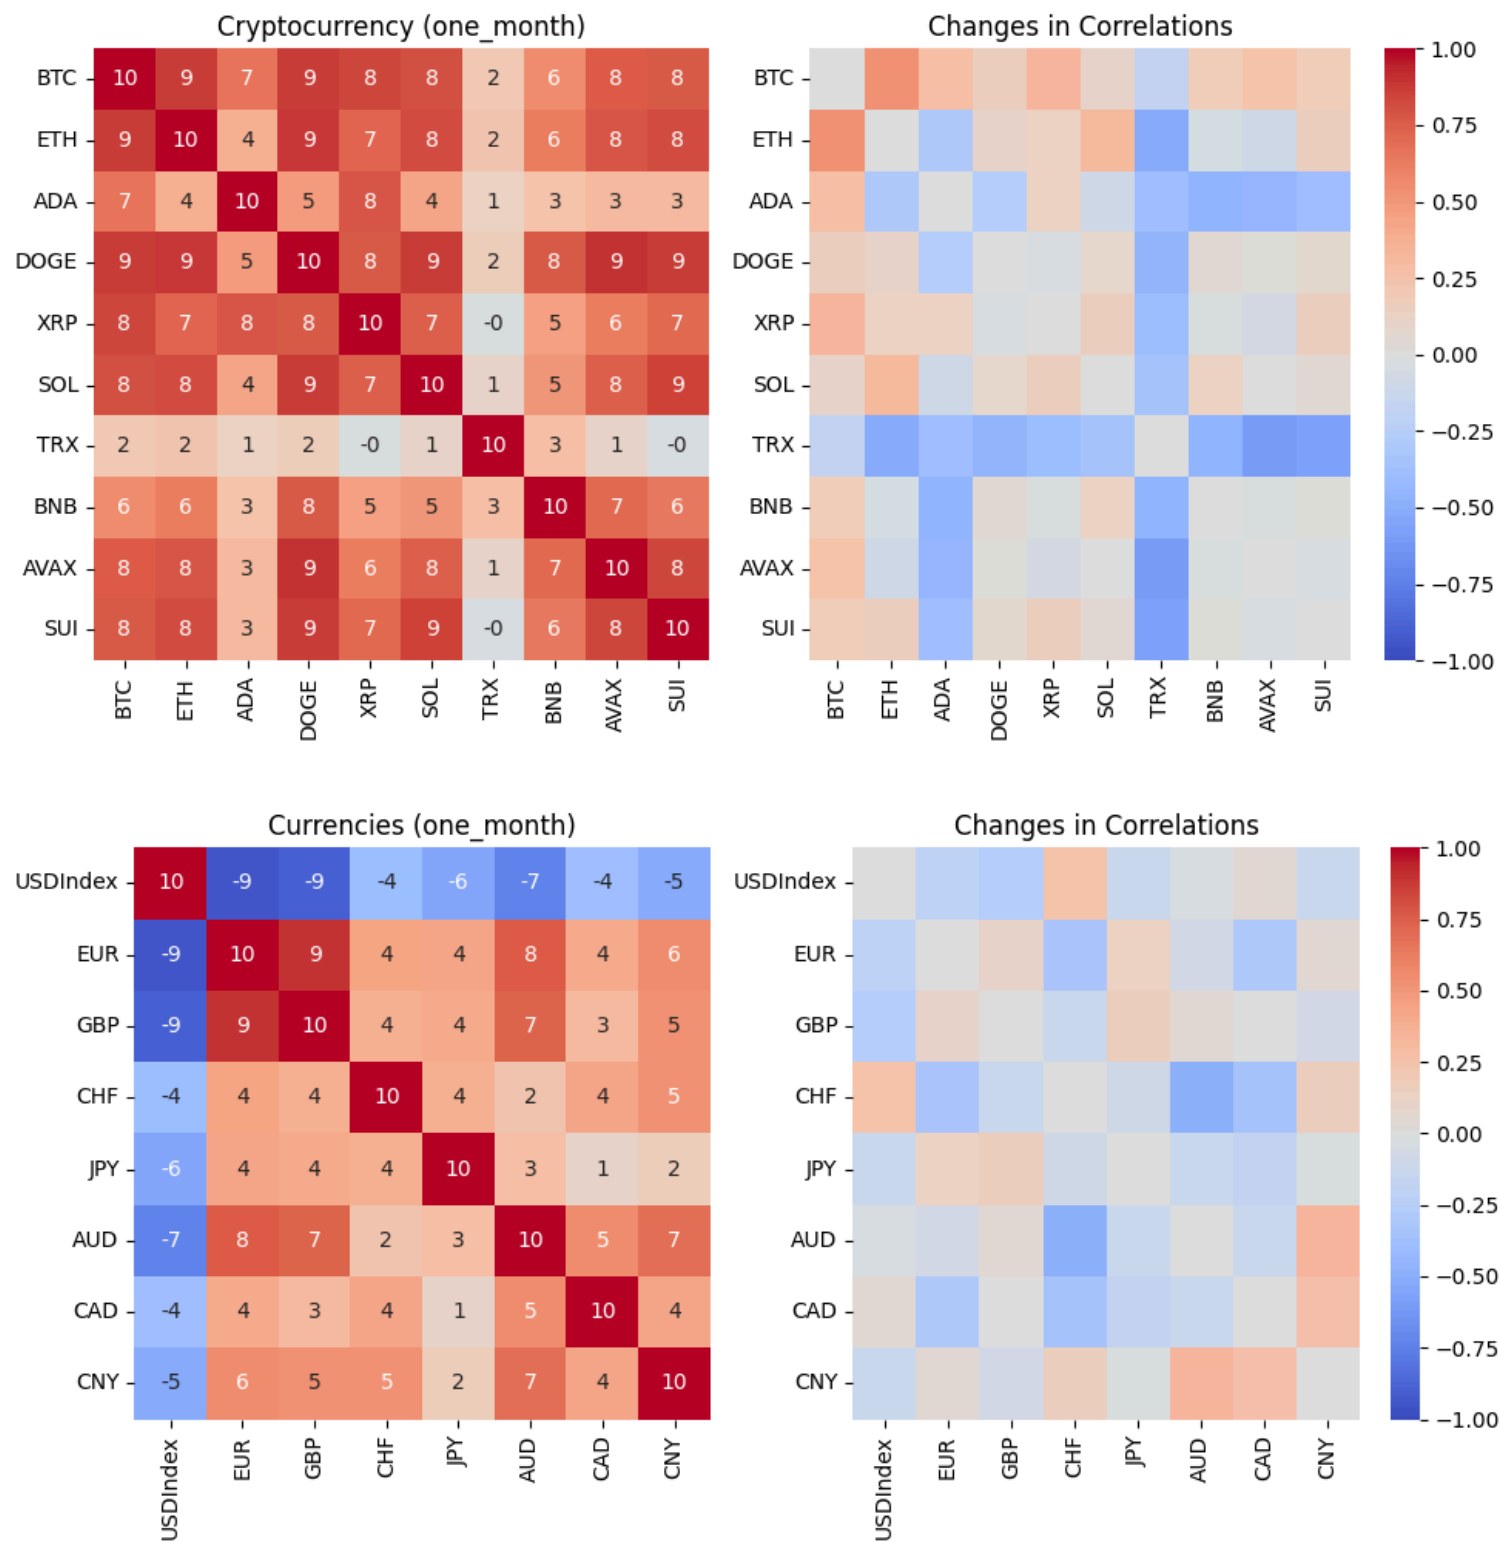 Cryptocurrency (one_month)
BTC 10 9 7 9 8 8 2 6 8 8
ETH 9 10 4 9 7 8 2 6 8 8
ADA 7 4 10 5 8 4 1 3 3 3
DOGE 9 9 5 10 8 9 2 8 9 9
XRP 8 7 8 8 10 7 -0 5 6 7
SOL 8 8 4 9 7 10 1 5 8 9
TRX 2 2 1 2 -0 1 10 3 1 -0
BNB 6 6 3 8 5 5 3 10 7 6
AVAX 8 8 3 9 6 8 1 7 10 8
SUI 8 8 3 9 7 9 -0 6 8 10
BTC ETH ADA DOGE XRP SOL TRX BNB AVAX SUI
Changes in Correlations
BTC
ETH
ADA
DOGE
XRP
SOL
TRX
BNB
AVAX
SUI
BTC ETH ADA DOGE XRP SOL TRX BNB AVAX SUI
1.00
0.75
0.50
0.25
0.00
−0.25
−0.50
−0.75
−1.00
Currencies (one_month)
USDIndex 10 -9 -9 -4 -6 -7 -4 -5
EUR -9 10 9 4 4 8 4 6
GBP -9 9 10 4 4 7 3 5
CHF -4 4 4 10 4 2 4 5
JPY -6 4 4 4 10 3 1 2
AUD -7 8 7 2 3 10 5 7
CAD -4 4 3 4 1 5 10 4
CNY -5 6 5 5 2 7 4 10
USDIndex EUR GBP CHF JPY AUD CAD CNY
Changes in Correlations
USDIndex
EUR
GBP
CHF
JPY
AUD
CAD
CNY
USDIndex EUR GBP CHF JPY AUD CAD CNY
1.00
0.75
0.50
0.25
0.00
−0.25
−0.50
−0.75
−1.00